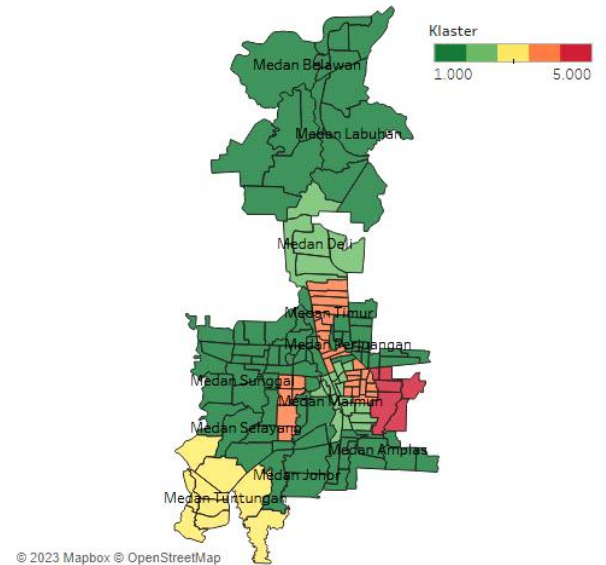 Klaster
1.000 5.000
Medan Belawan
Medan Labuhan
Medan Deli
Medan Timur
Medan Perjuangan
Medan Sunggal
Medan Maimun
Medan Selayang
Medan Amplas
Medan Johor
Medan Tuntungan
© 2023 Mapbox © OpenStreetMap